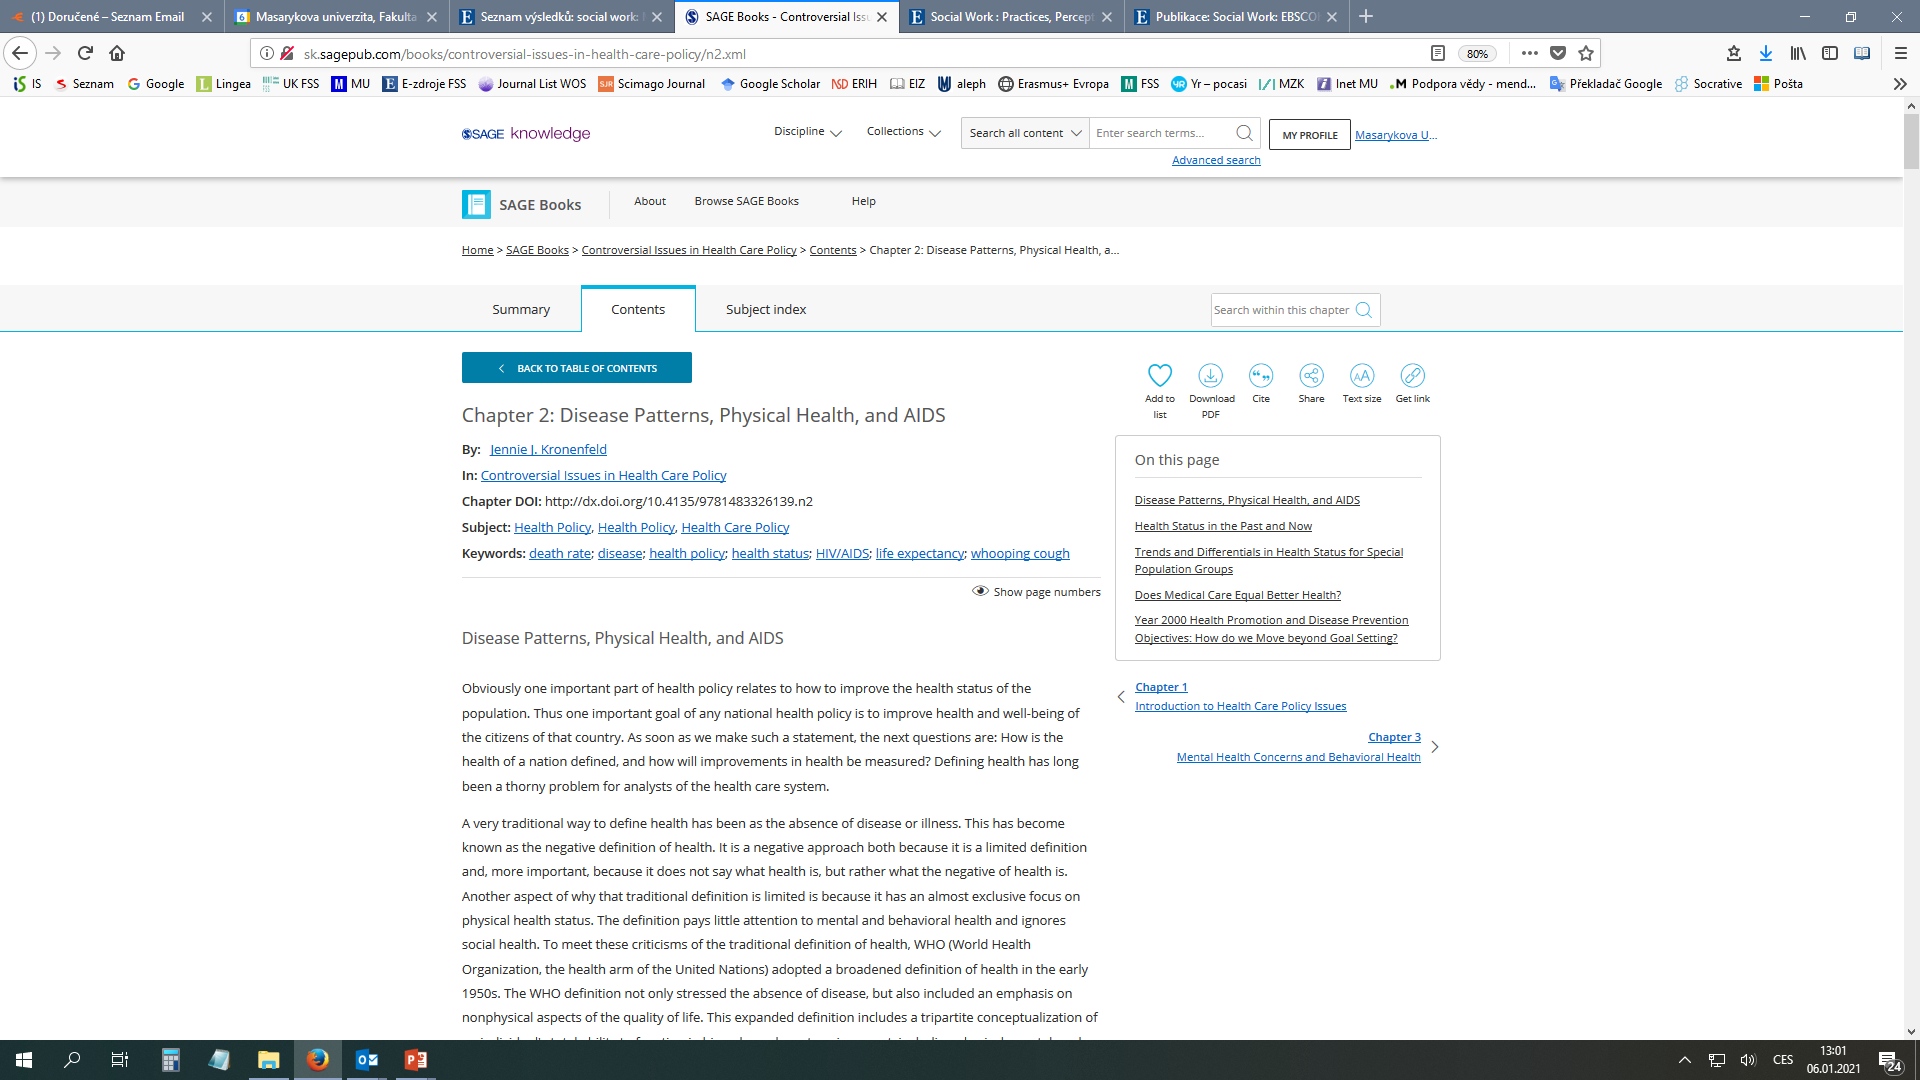 (1) Doručené – Seznam Email
Masarykova univerzita, Fakulta
Seznam výsledků: social work:
SAGE Books - Controversial Iss
Social Work : Practices, Percept
Publikace: Social Work: EBSCO
sk.sagepub.com/books/controversial-issues-in-health-care-policy/n2.xml
80%
IS Seznam Google Lingea UK FSS MU E-zdroje FSS Journal List WOS Scimago Journal Google Scholar ERIH EIZ aleph Erasmus+ Evropa FSS Yr – pocasi MZK Inet MU Podpora vědy - mend... Překladač Google Socrative Pošta
SAGE knowledge
Discipline
Collections
Search all content
Enter search terms...
MY PROFILE
Masarykova U...
Advanced search
SAGE Books
About
Browse SAGE Books
Help
Home > SAGE Books > Controversial Issues in Health Care Policy > Contents > Chapter 2: Disease Patterns, Physical Health, a...
Summary
Contents
Subject index
Search within this chapter
BACK TO TABLE OF CONTENTS
Chapter 2: Disease Patterns, Physical Health, and AIDS
By: Jennie J. Kronenfeld
In: Controversial Issues in Health Care Policy
Chapter DOI: http://dx.doi.org/10.4135/9781483326139.n2
Subject: Health Policy, Health Policy, Health Care Policy
Keywords: death rate; disease; health policy; health status; HIV/AIDS; life expectancy; whooping cough
Show page numbers
Disease Patterns, Physical Health, and AIDS
Obviously one important part of health policy relates to how to improve the health status of the
population. Thus one important goal of any national health policy is to improve health and well-being of
the citizens of that country. As soon as we make such a statement, the next questions are: How is the
health of a nation defined, and how will improvements in health be measured? Defining health has long
been a thorny problem for analysts of the health care system.
A very traditional way to define health has been as the absence of disease or illness. This has become
known as the negative definition of health. It is a negative approach both because it is a limited definition
and, more important, because it does not say what health is, but rather what the negative of health is.
Another aspect of why that traditional definition is limited is because it has an almost exclusive focus on
physical health status. The definition pays little attention to mental and behavioral health and ignores
social health. To meet these criticisms of the traditional definition of health, WHO (World Health
Organization, the health arm of the United Nations) adopted a broadened definition of health in the early
1950s. The WHO definition not only stressed the absence of disease, but also included an emphasis on
nonphysical aspects of the quality of life. This expanded definition includes a tripartite conceptualization of
Add to list
Download PDF
Cite
Share
Text size
Get link
On this page
Disease Patterns, Physical Health, and AIDS
Health Status in the Past and Now
Trends and Differentials in Health Status for Special
Population Groups
Does Medical Care Equal Better Health?
Year 2000 Health Promotion and Disease Prevention
Objectives: How do we Move beyond Goal Setting?
Chapter 1
Introduction to Health Care Policy Issues
Chapter 3
Mental Health Concerns and Behavioral Health
CES
13:01
06.01.2021
24